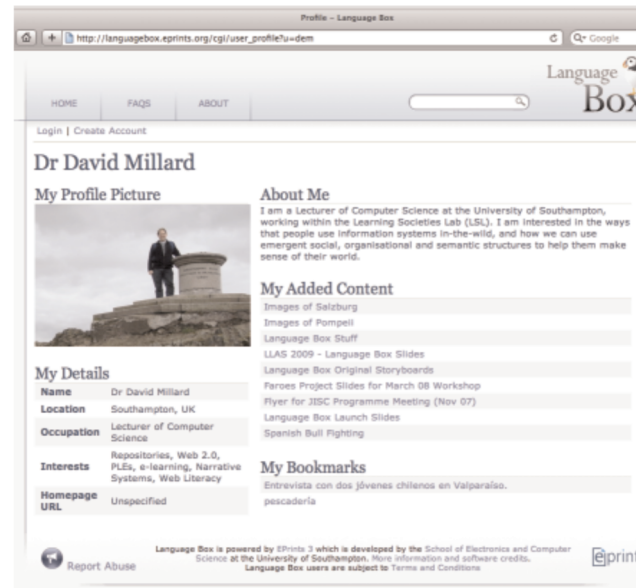 Profile – Language Box
http://languagebox.eprints.org/cgi/user_profile?u=dem
Google
Language
Box
HOME
FAQS
ABOUT
Login | Create Account
Dr David Millard
My Profile Picture
About Me
I am a Lecturer of Computer Science at the University of Southampton,
working within the Learning Societies Lab (LSL). I am interested in the ways
that people use information systems in-the-wild, and how we can use
emergent social, organisational and semantic structures to help them make
sense of their world.
My Added Content
Images of Salzburg
Images of Pompeii
Language Box Stuff
LLAS 2009 - Language Box Slides
Language Box Original Storyboards
Faroes Project Slides for March 08 Workshop
Flyer for JISC Programme Meeting (Nov 07)
Language Box Launch Slides
Spanish Bull Fighting
My Details
Name Dr David Millard
Location Southampton, UK
Occupation Lecturer of Computer
Science
Interests Repositories, Web 2.0,
PLEs, e-learning, Narrative
Systems, Web Literacy
Homepage
URL Unspecified
My Bookmarks
Entrevista con dos jóvenes chilenos en Valparaíso.
pescadería
Report Abuse
Language Box is powered by EPrints 3 which is developed by the School of Electronics and Computer
Science at the University of Southampton. More information and software credits.
Language Box users are subject to Terms and Conditions
eprint